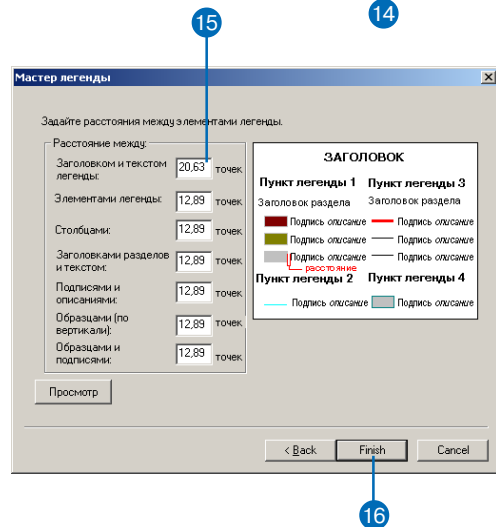 15
14
Мастер легенды
Задайте расстояния между элементами легенды.
Расстояние между:
Заголовком и текстом легенды: 20,63 точек
Элементами легенды: 12,89 точек
Столбцами: 12,89 точек
Заголовками разделов и текстом: 12,89 точек
Подписями и описаниями: 12,89 точек
Образцами (по вертикали): 12,89 точек
Образцами и подписями: 12,89 точек
ЗАГОЛОВОК
Пункт легенды 1 Пункт легенды 3
Заголовок раздела Заголовок раздела
Подпись описание Подпись описание
Подпись описание Подпись описание
Подпись описание Подпись описание
расстояние
Пункт легенды 2 Пункт легенды 4
Подпись описание Подпись описание
Просмотр
< Back Finish Cancel
16